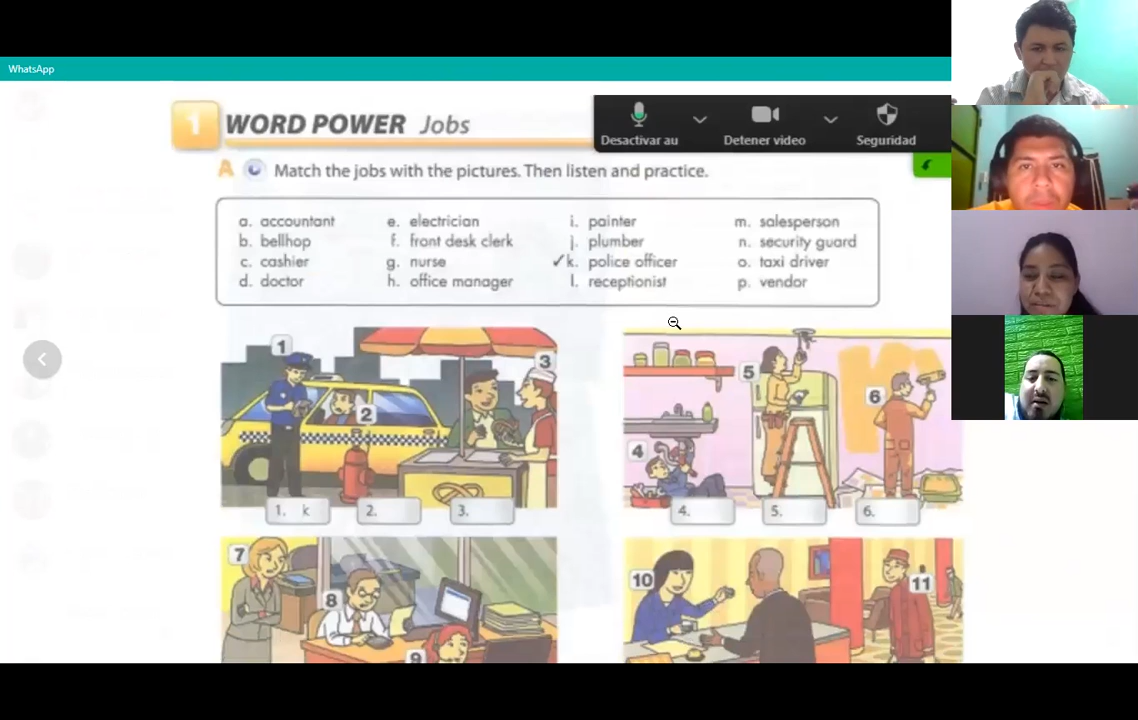 WhatsApp
1 WORD POWER Jobs
Desactivar au Detener video Seguridad
A Match the jobs with the pictures. Then listen and practice.
a. accountant e. electrician i. painter m. salesperson
b. bellhop f. front desk clerk j. plumber n. security guard
c. cashier g. nurse ✓k. police officer o. taxi driver
d. doctor h. office manager l. receptionist p. vendor
1 2 3
4 5 6
1. k 2. 3.
4. 5. 6.
7 8 9
10 11